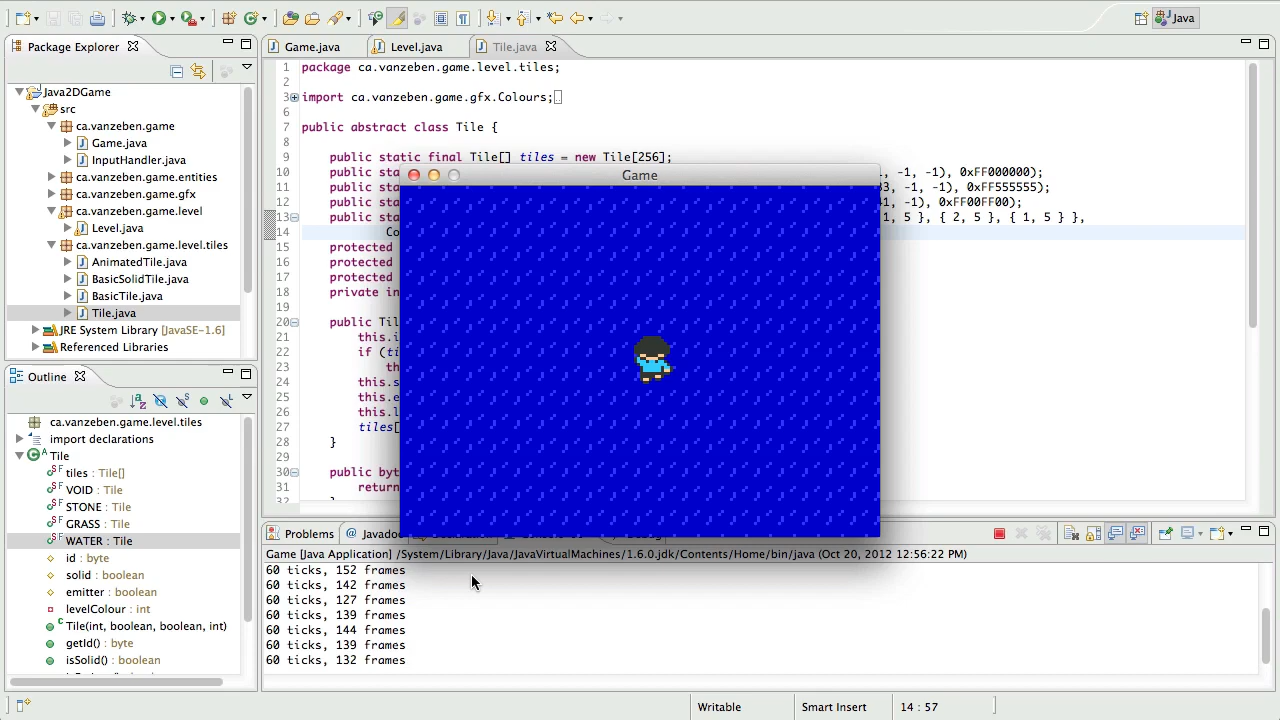 Java
Package Explorer
Java2DGame
src
ca.vanzeben.game
Game.java
InputHandler.java
ca.vanzeben.game.entities
ca.vanzeben.game.gfx
ca.vanzeben.game.level
Level.java
ca.vanzeben.game.level.tiles
AnimatedTile.java
BasicSolidTile.java
BasicTile.java
Tile.java
JRE System Library [JavaSE-1.6]
Referenced Libraries
Outline
ca.vanzeben.game.level.tiles
import declarations
Tile
tiles : Tile[]
VOID : Tile
STONE : Tile
GRASS : Tile
WATER : Tile
id : byte
solid : boolean
emitter : boolean
levelColour : int
Tile(int, boolean, boolean, int)
getId() : byte
isSolid() : boolean
Game.java Level.java Tile.java
1 package ca.vanzeben.game.level.tiles;
2
3 import ca.vanzeben.game.gfx.Colours;
6
7 public abstract class Tile {
8
9 public static final Tile[] tiles = new Tile[256];
10 public sta , -1, -1), 0xFF000000);
11 public sta 3, -1, -1), 0xFF555555);
12 public sta 1, -1, -1), 0xFF00FF00);
13 public sta 1, 5 }, { 2, 5 }, { 1, 5 } },
14 Co
15 protected
16 protected
17 protected
18 private in
19
20 public Til
21 this.i
22 if (ti
23 th
24 this.s
25 this.e
26 this.l
27 tiles[
28 }
29
30 public byt
31 return
32
Game
Problems @ Javadoc
Game [Java Application] /System/Library/Java/JavaVirtualMachines/1.6.0.jdk/Contents/Home/bin/java (Oct 20, 2012 12:56:22 PM)
60 ticks, 152 frames
60 ticks, 142 frames
60 ticks, 127 frames
60 ticks, 139 frames
60 ticks, 144 frames
60 ticks, 139 frames
60 ticks, 132 frames
Writable Smart Insert 14 : 57